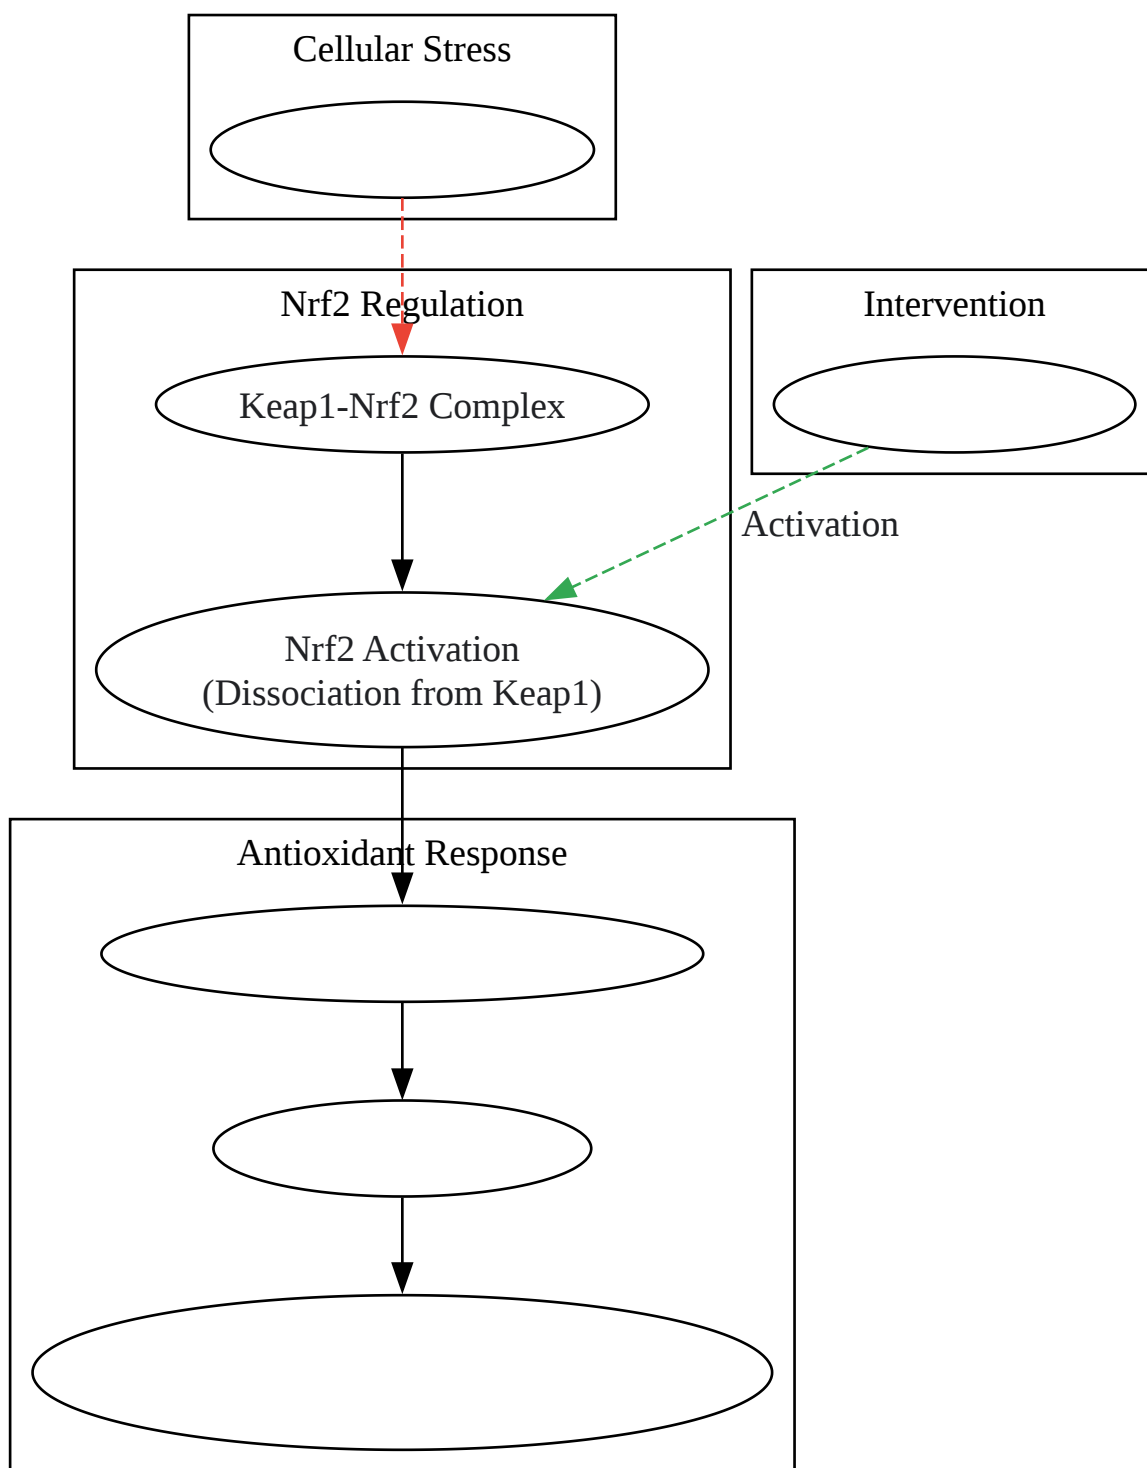 Cellular Stress
Nrf2 Regulation
Intervention
Keap1-Nrf2 Complex
Activation
Nrf2 Activation
(Dissociation from Keap1)
Antioxidant Response